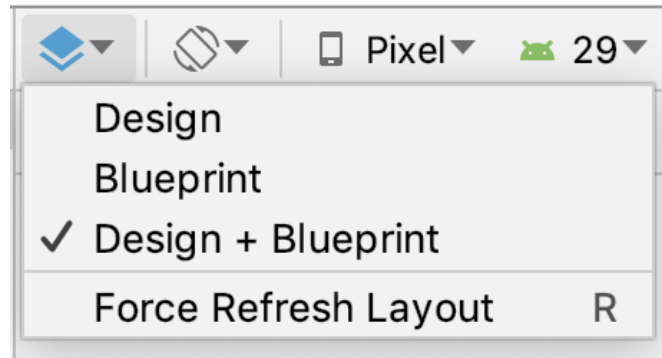 Pixel 29
Design
Blueprint
Design + Blueprint
Force Refresh Layout R